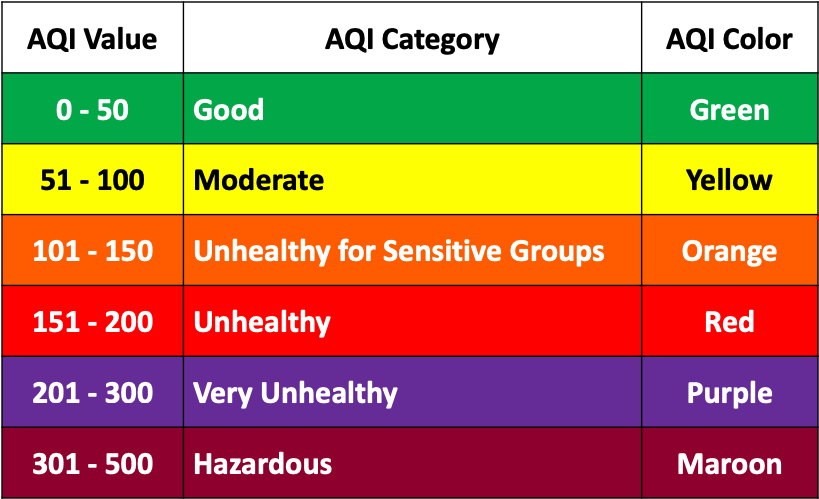 AQI Value AQI Category AQI Color
0 - 50 Good Green
51 - 100 Moderate Yellow
101 - 150 Unhealthy for Sensitive Groups Orange
151 - 200 Unhealthy Red
201 - 300 Very Unhealthy Purple
301 - 500 Hazardous Maroon